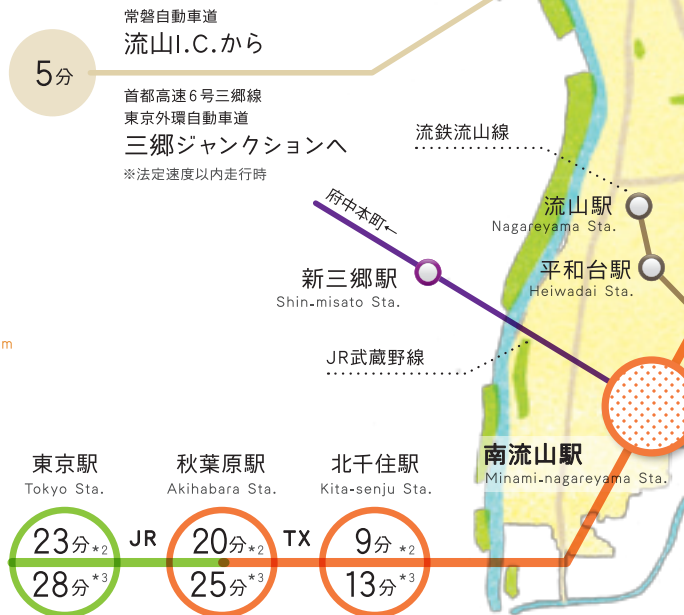 常磐自動車道
流山I.C.から
5分
首都高速6号三郷線
東京外環自動車道
三郷ジャンクションへ
※法定速度以内走行時
流鉄流山線
府中本町←
流山駅
Nagareyama Sta.
新三郷駅
Shin-misato Sta.
平和台駅
Heiwadai Sta.
m
JR武蔵野線
南流山駅
Minami-nagareyama Sta.
東京駅
Tokyo Sta.
秋葉原駅
Akihabara Sta.
北千住駅
Kita-senju Sta.
23分*2
28分*3
JR
20分*2
25分*3
TX
9分*2
13分*3